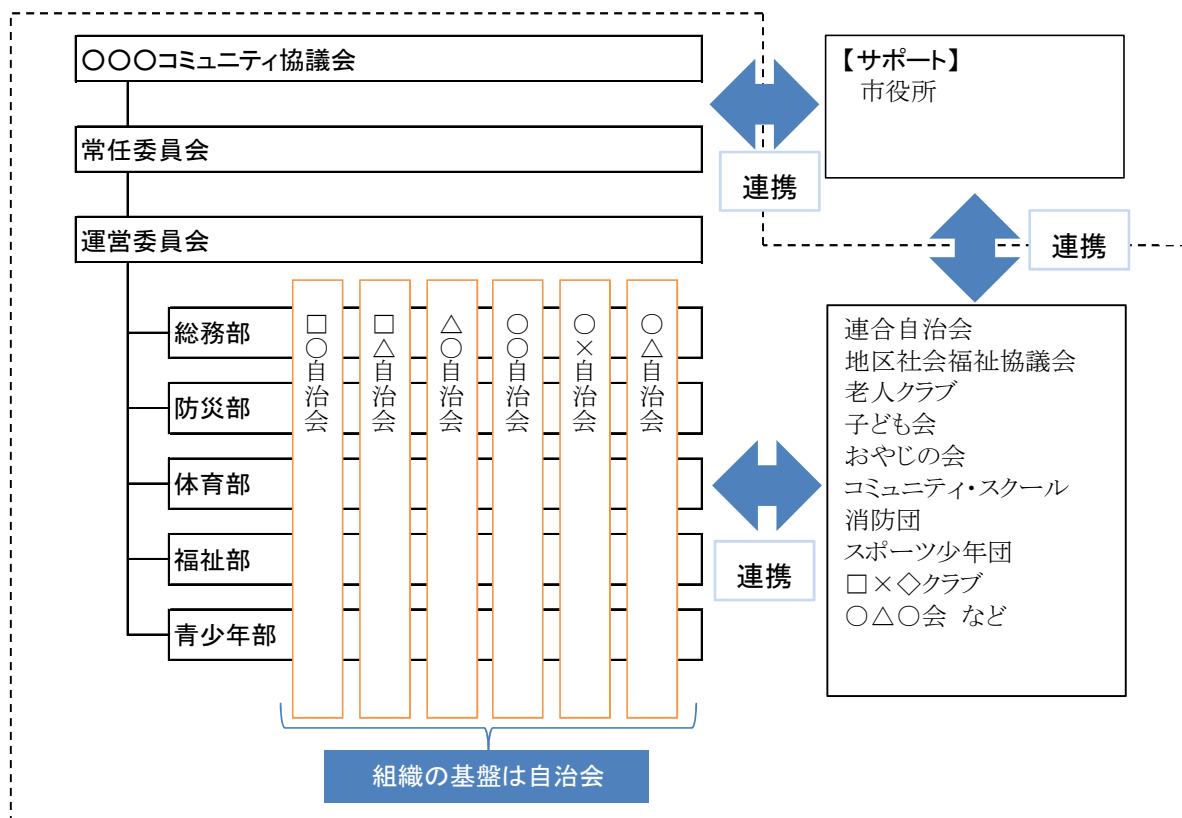 〇〇〇コミュニティ協議会
常任委員会
運営委員会
総務部
防災部
体育部
福祉部
青少年部
□〇自治会
□△自治会
△〇自治会
〇〇自治会
〇×自治会
〇△自治会
組織の基盤は自治会
連携
【サポート】
市役所
連携
連携
連合自治会
地区社会福祉協議会
老人クラブ
子ども会
おやじの会
コミュニティ・スクール
消防団
スポーツ少年団
□×◇クラブ
〇△〇会 など